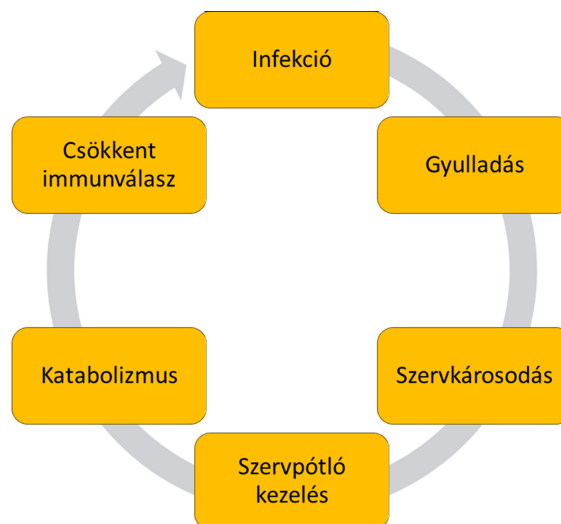 Infekció
Gyulladás
Szervkárosodás
Szervpótló
kezelés
Katabolizmus
Csökkent
immunválasz